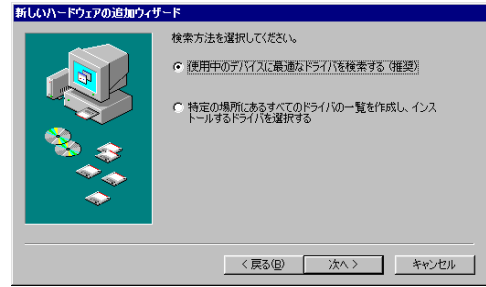 新しいハードウェアの追加ウィザード
検索方法を選択してください。
使用中のデバイスに最適なドライバを検索する (推奨)
特定の場所にあるすべてのドライバの一覧を作成し、インス
トールするドライバを選択する
< 戻る(B)
次へ >
キャンセル